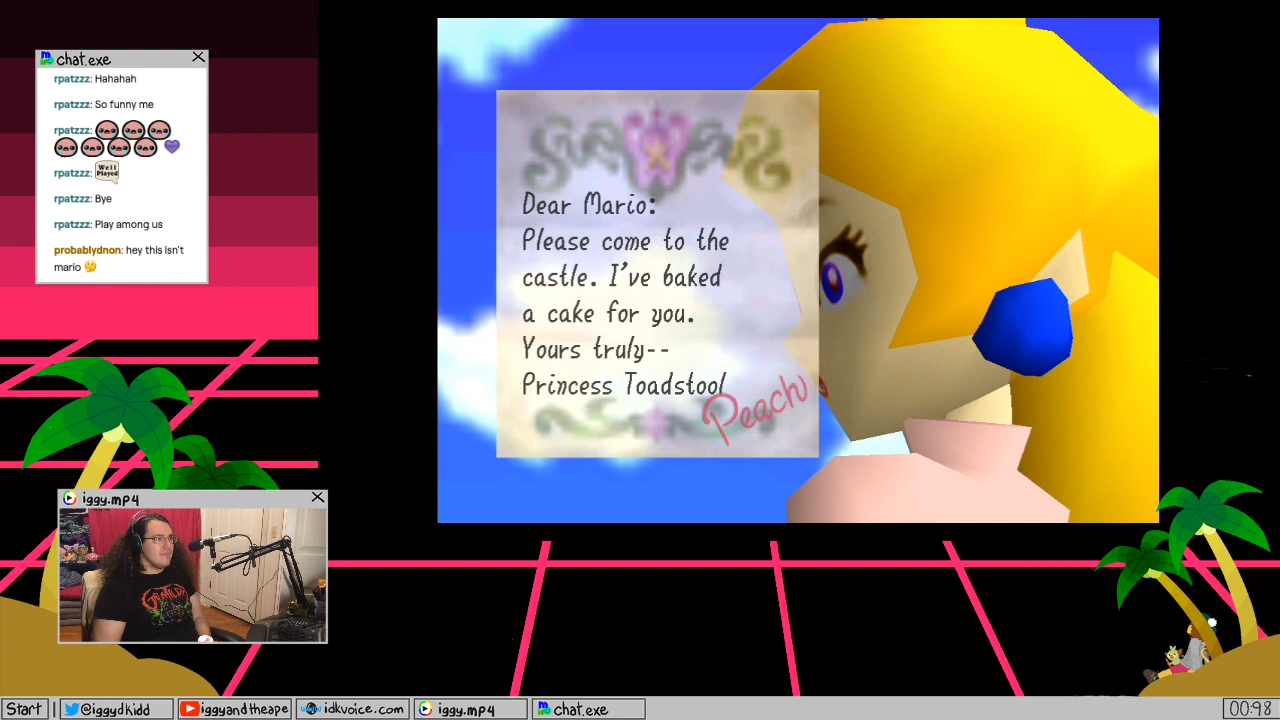 chat.exe
rpatzzz: Hahahah
rpatzzz: So funny me
rpatzzz:
rpatzzz: Well Played
rpatzzz: Bye
rpatzzz: Play among us
probablydnon: hey this isn't
mario 🤔
Dear Mario:
Please come to the
castle. I've baked
a cake for you.
Yours truly--
Princess Toadstool
Peach
iggy.mp4
Start | @iggydkidd iggyandtheape idkvoice.com iggy.mp4 chat.exe 00:98